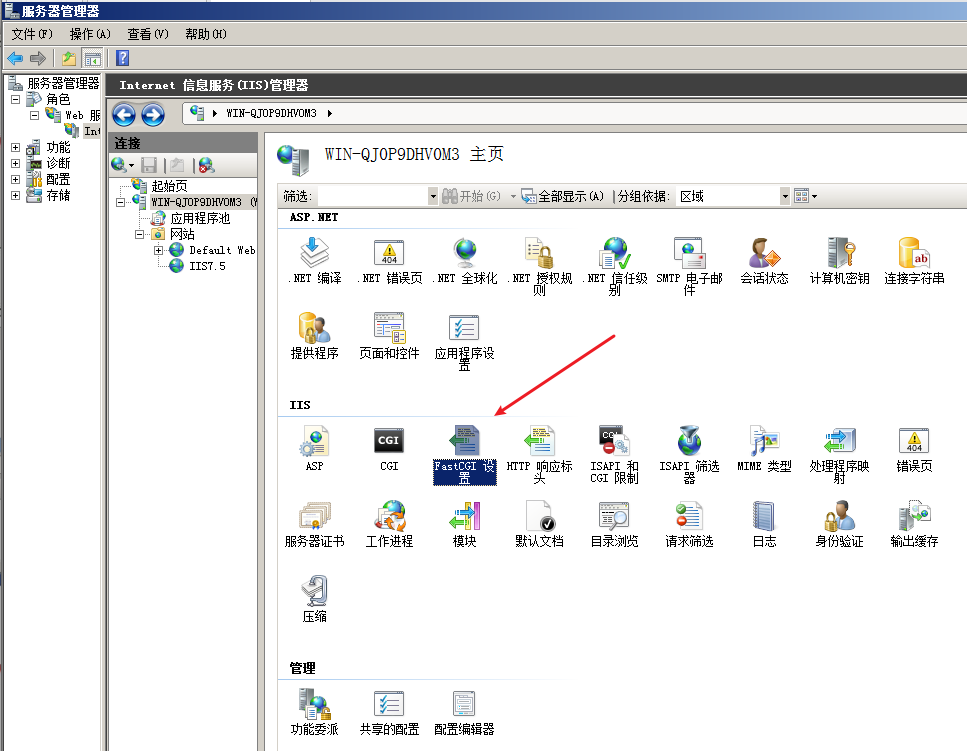 服务器管理器
文件(F) 操作(A) 查看(V) 帮助(H)
服务器管理器
角色
Web 服
Int
功能
诊断
配置
存储
Internet 信息服务(IIS)管理器
WIN-QJ0P9DHV0M3
连接
起始页
WIN-QJ0P9DHV0M3 (W
应用程序池
网站
Default Web
IIS7.5
WIN-QJ0P9DHV0M3 主页
筛选: 开始(G) 全部显示(A) 分组依据: 区域
ASP.NET
.NET 编译
.NET 错误页
404
.NET 全球化
.NET 授权规
则
.NET 信任级
别
SMTP 电子邮
件
会话状态
计算机密钥
ab
连接字符串
提供程序
页面和控件
应用程序设
置
IIS
ASP
CGI
CGI
FastCGI 设
置
HTTP 响应标
头
CGI
ISAPI 和
CGI 限制
ISAPI 筛选
器
MIME 类型
处理程序映
射
404
错误页
服务器证书
工作进程
模块
默认文档
目录浏览
请求筛选
日志
身份验证
输出缓存
压缩
管理
功能委派
共享的配置
配置编辑器